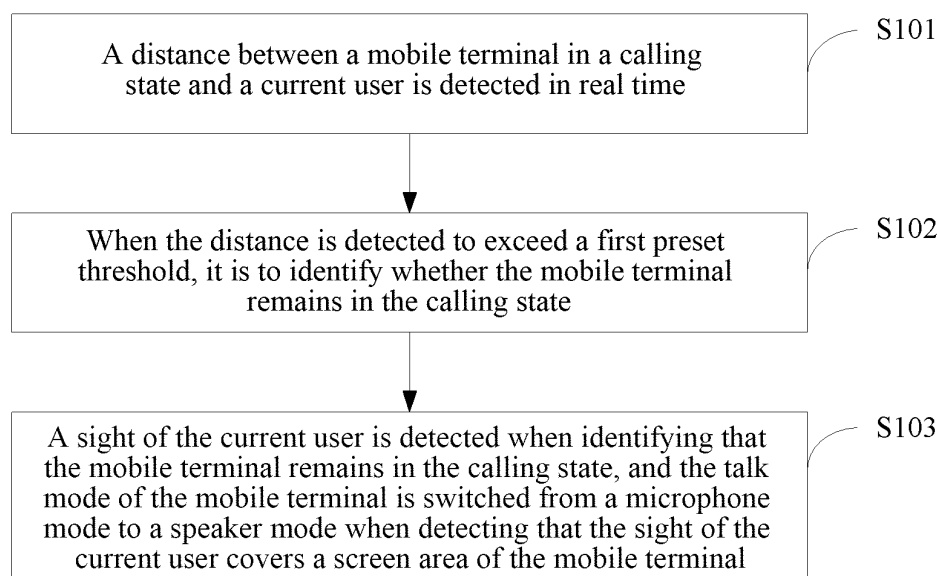 S101
A distance between a mobile terminal in a calling
state and a current user is detected in real time
S102
When the distance is detected to exceed a first preset
threshold, it is to identify whether the mobile terminal
remains in the calling state
S103
A sight of the current user is detected when identifying that
the mobile terminal remains in the calling state, and the talk
mode of the mobile terminal is switched from a microphone
mode to a speaker mode when detecting that the sight of the
current user covers a screen area of the mobile terminal